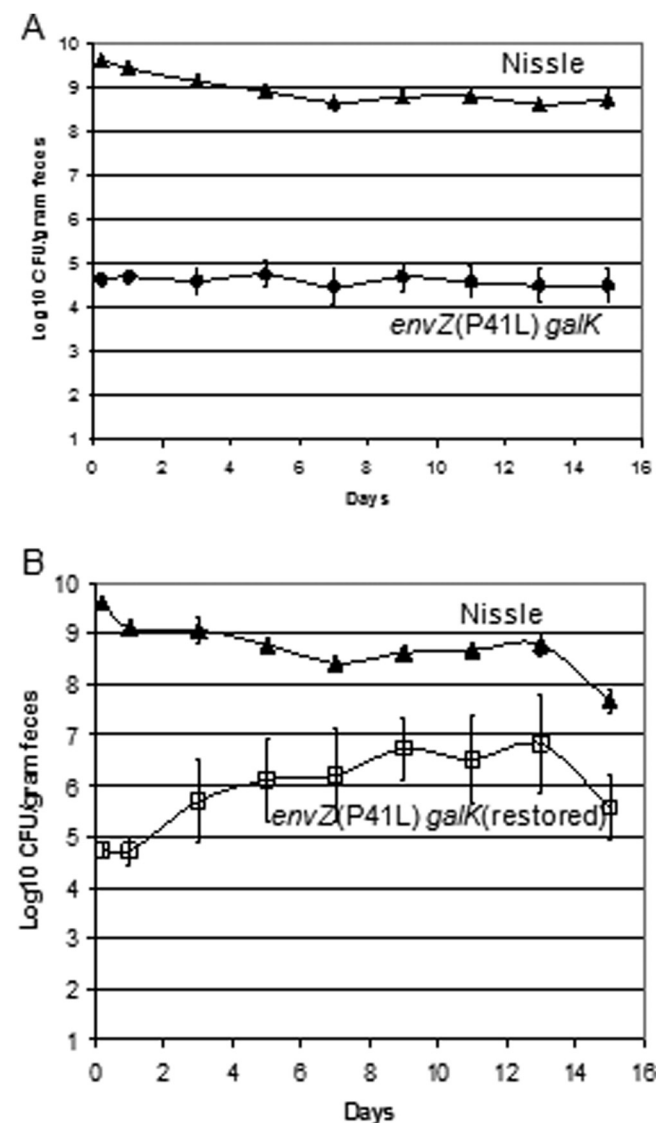 A
10
9
8
7
6
5
4
3
2
1
Log10 CFU/gram feces
Nissle
envZ(P41L) galK
0 2 4 6 8 10 12 14 16
Days
B
10
9
8
7
6
5
4
3
2
1
Log10 CFU/gram feces
Nissle
envZ(P41L) galK(restored)
0 2 4 6 8 10 12 14 16
Days